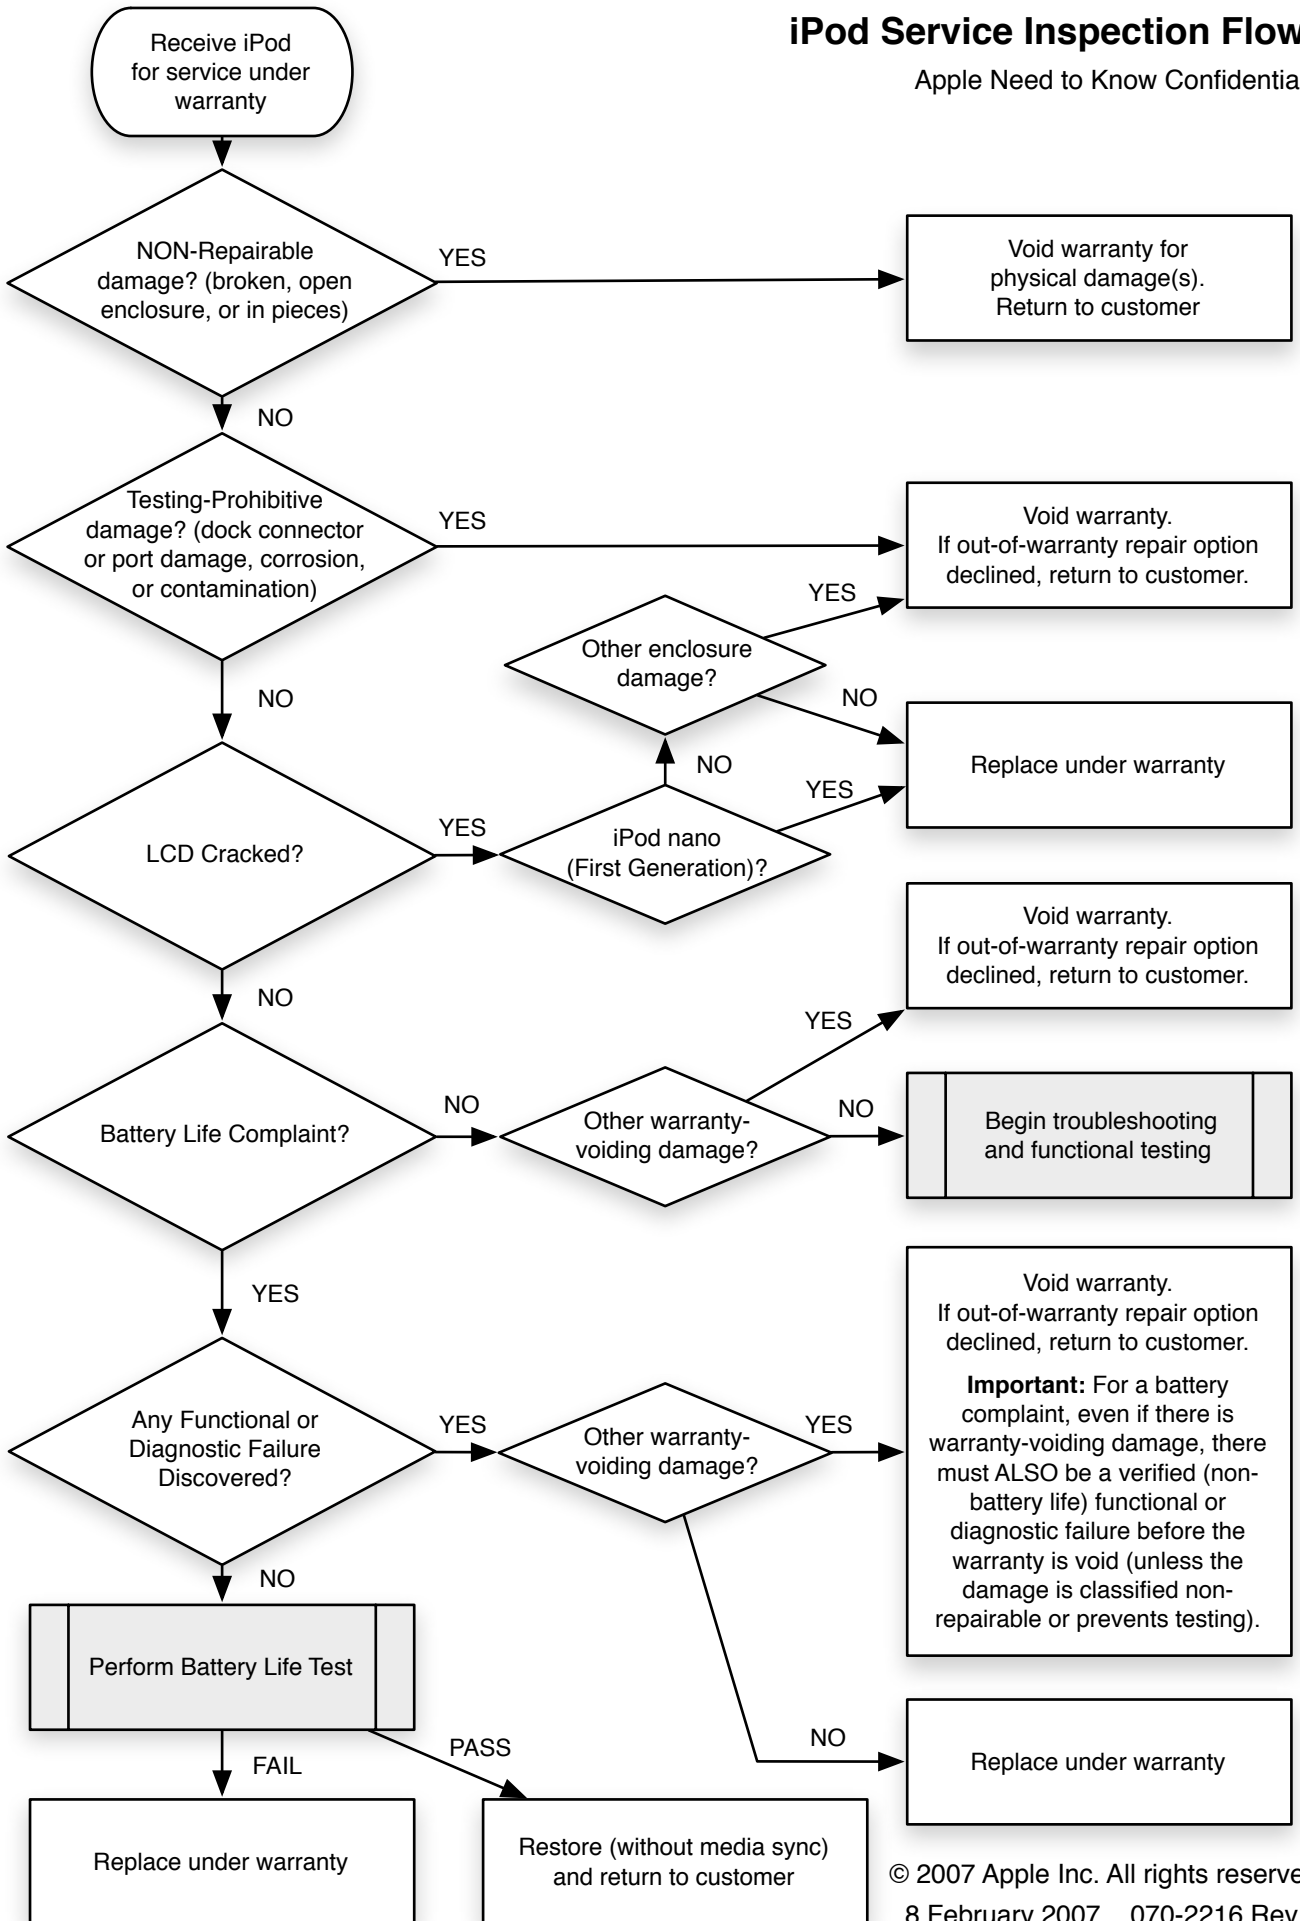 iPod Service Inspection Flow
Apple Need to Know Confidentia
Receive iPod
for service under
warranty
NON-Repairable
damage? (broken, open
enclosure, or in pieces)
YES
Void warranty for
physical damage(s).
Return to customer
NO
Testing-Prohibitive
damage? (dock connector
or port damage, corrosion,
or contamination)
YES
Void warranty.
If out-of-warranty repair option
declined, return to customer.
YES
Other enclosure
damage?
NO
NO
Replace under warranty
NO
YES
LCD Cracked?
YES
iPod nano
(First Generation)?
Void warranty.
If out-of-warranty repair option
declined, return to customer.
NO
YES
Battery Life Complaint?
NO
Other warranty-
voiding damage?
NO
Begin troubleshooting
and functional testing
YES
Void warranty.
If out-of-warranty repair option
declined, return to customer.
Important: For a battery
complaint, even if there is
warranty-voiding damage, there
must ALSO be a verified (non-
battery life) functional or
diagnostic failure before the
warranty is void (unless the
damage is classified non-
repairable or prevents testing).
Any Functional or
Diagnostic Failure
Discovered?
YES
Other warranty-
voiding damage?
YES
NO
Perform Battery Life Test
NO
Replace under warranty
FAIL
PASS
Replace under warranty
Restore (without media sync)
and return to customer
© 2007 Apple Inc. All rights reserve
8 February 2007 070-2216 Rev.